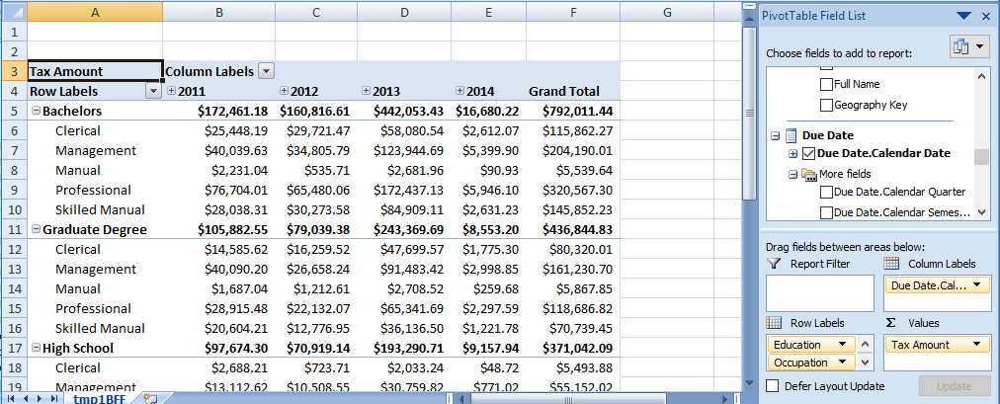 A B C D E F G
1
2
3 Tax Amount Column Labels
4 Row Labels 2011 2012 2013 2014 Grand Total
5 Bachelors $172,461.18 $160,816.61 $442,053.43 $16,680.22 $792,011.44
6 Clerical $25,448.19 $29,721.47 $58,080.54 $2,612.07 $115,862.27
7 Management $40,039.63 $34,805.79 $123,944.69 $5,399.90 $204,190.01
8 Manual $2,231.04 $535.71 $2,681.96 $90.93 $5,539.64
9 Professional $76,704.01 $65,480.06 $172,437.13 $5,946.10 $320,567.30
10 Skilled Manual $28,038.31 $30,273.58 $84,909.11 $2,631.23 $145,852.23
11 Graduate Degree $105,882.55 $79,039.38 $243,369.69 $8,553.20 $436,844.83
12 Clerical $14,585.62 $16,259.52 $47,699.57 $1,775.30 $80,320.01
13 Management $40,090.20 $26,658.24 $91,483.42 $2,998.85 $161,230.70
14 Manual $1,687.04 $1,212.61 $2,708.52 $259.68 $5,867.85
15 Professional $28,915.48 $22,132.07 $65,341.69 $2,297.59 $118,686.82
16 Skilled Manual $20,604.21 $12,776.95 $36,136.50 $1,221.78 $70,739.45
17 High School $97,674.30 $70,919.14 $193,290.71 $9,157.94 $371,042.09
18 Clerical $2,688.21 $723.71 $2,033.24 $48.72 $5,493.88
19 Management $13,112.62 $10,508.55 $30,759.82 $771.02 $55,152.02
tmp1BFF
PivotTable Field List
Choose fields to add to report:
Full Name
Geography Key
Due Date
Due Date.Calendar Date
More fields
Due Date.Calendar Quarter
Due Date.Calendar Semes...
Drag fields between areas below:
Report Filter Column Labels
Due Date.Cal...
Row Labels Σ Values
Education Tax Amount
Occupation
Defer Layout Update Update